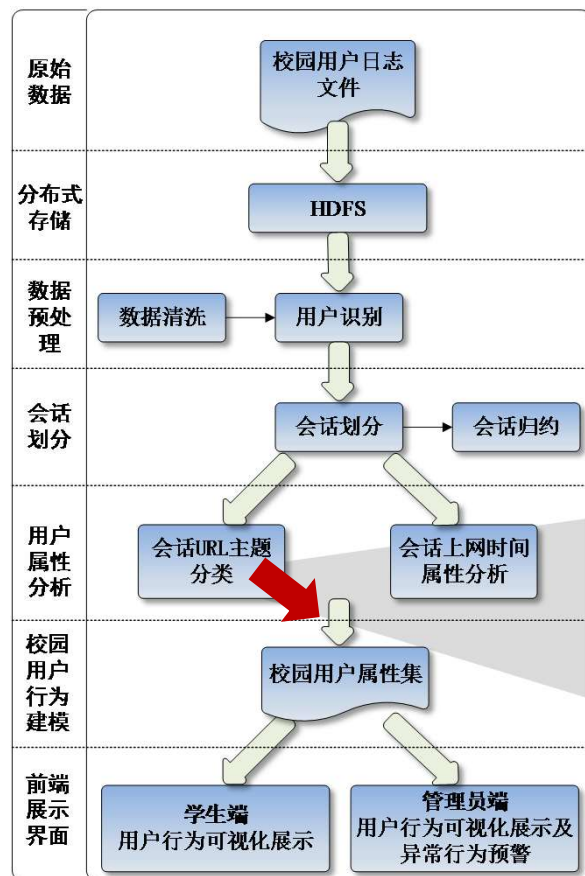 原始
数据
校园用户日志
文件
分布式
存储
HDFS
数据
预处
理
数据清洗
用户识别
会话
划分
会话划分
会话归约
用户
属性
分析
会话URL主题
分类
会话上网时间
属性分析
校园
用户
行为
建模
校园用户属性集
前端
展示
界面
学生端
用户行为可视化展示
管理员端
用户行为可视化展示及
异常行为预警